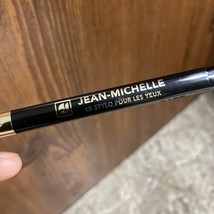 JEAN-MICHELLE
LE STYLO POUR LES YEUX